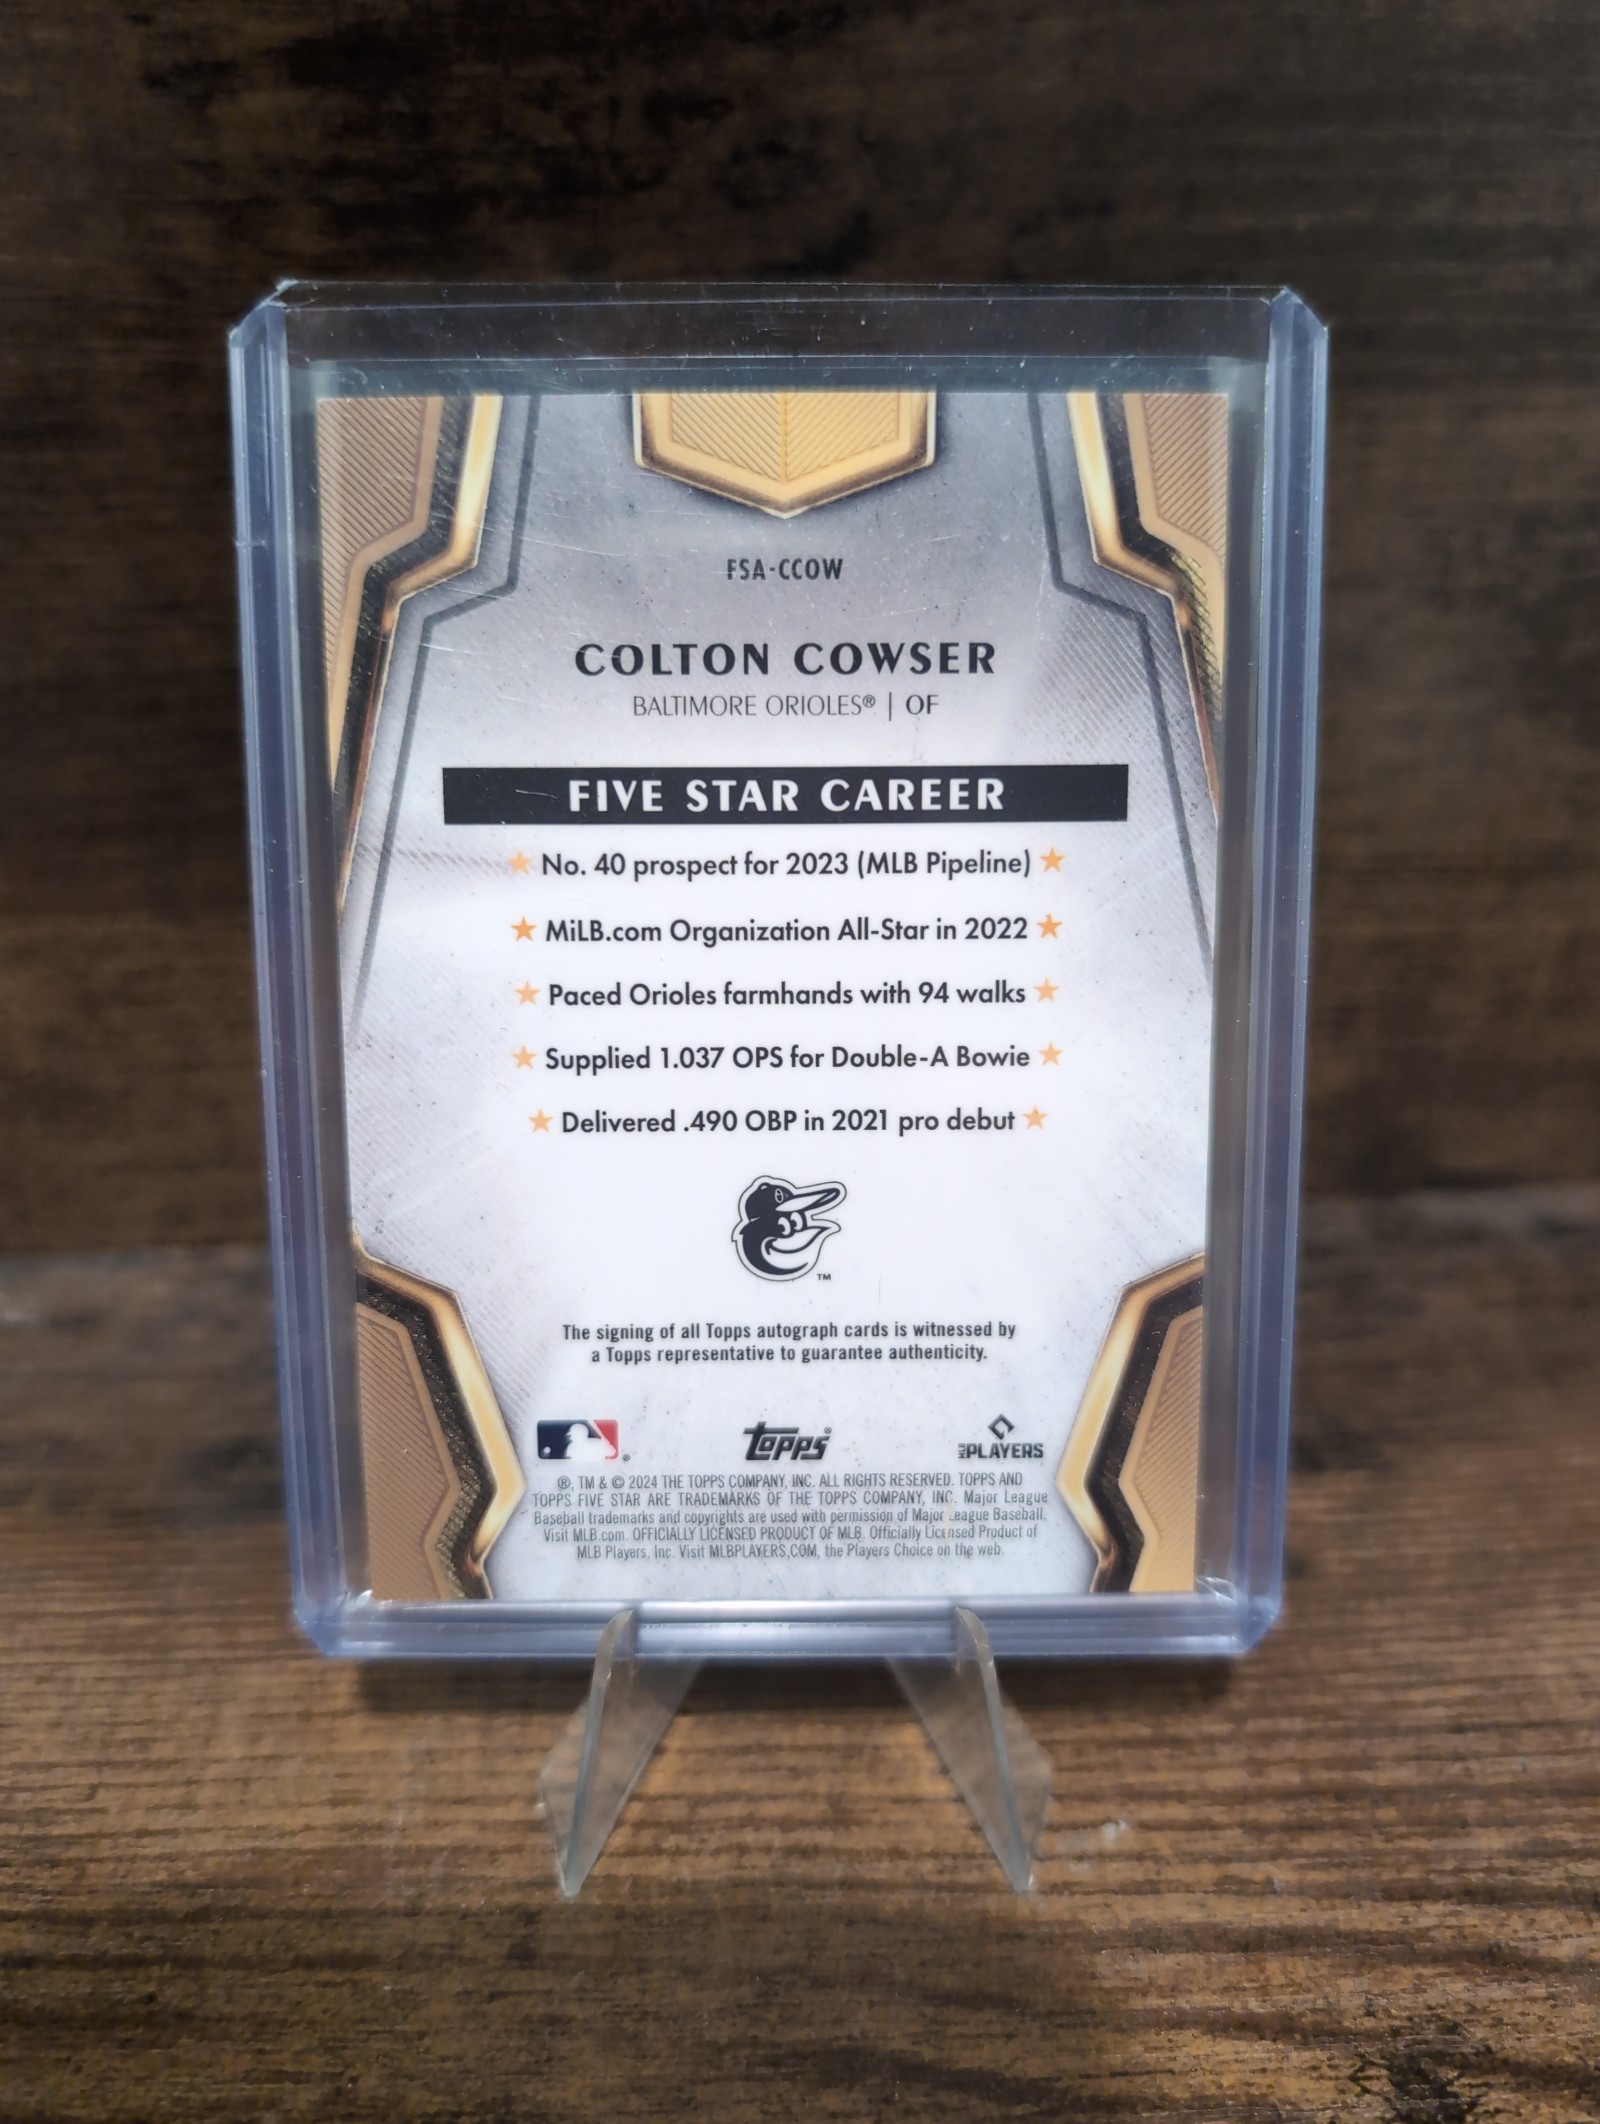 FSA-CCOW
COLTON COWSER
BALTIMORE ORIOLES® | OF
FIVE STAR CAREER
★ No. 40 prospect for 2023 (MLB Pipeline) ★
★ MiLB.com Organization All-Star in 2022 ★
★ Paced Orioles farmhands with 94 walks ★
★ Supplied 1.037 OPS for Double-A Bowie ★
★ Delivered .490 OBP in 2021 pro debut ★
TM
The signing of all Topps autograph cards is witnessed by
a Topps representative to guarantee authenticity.
topps® MLB PLAYERS
®, TM & © 2024 THE TOPPS COMPANY, INC. ALL RIGHTS RESERVED. TOPPS AND
TOPPS FIVE STAR ARE TRADEMARKS OF THE TOPPS COMPANY, INC. Major League
Baseball trademarks and copyrights are used with permission of Major League Baseball.
Visit MLB.com. OFFICIALLY LICENSED PRODUCT OF MLB. Officially Licensed Product of
MLB Players, Inc. Visit MLBPLAYERS.COM, the Players Choice on the web.